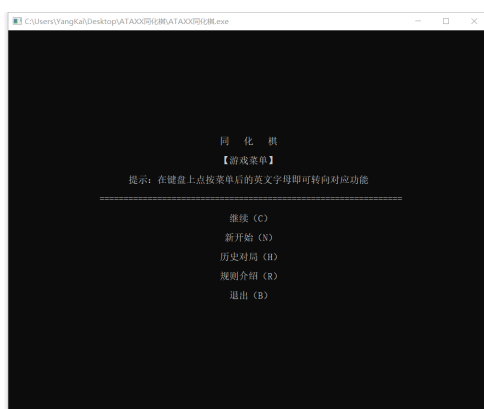 C:\Users\YangKai\Desktop\ATAXX同化棋\ATAXX同化棋.exe
同 化 棋
【游戏菜单】
提示：在键盘上点按菜单后的英文字母即可转向对应功能
===============================================================
继续（C）
新开始（N）
历史对局（H）
规则介绍（R）
退出（B）